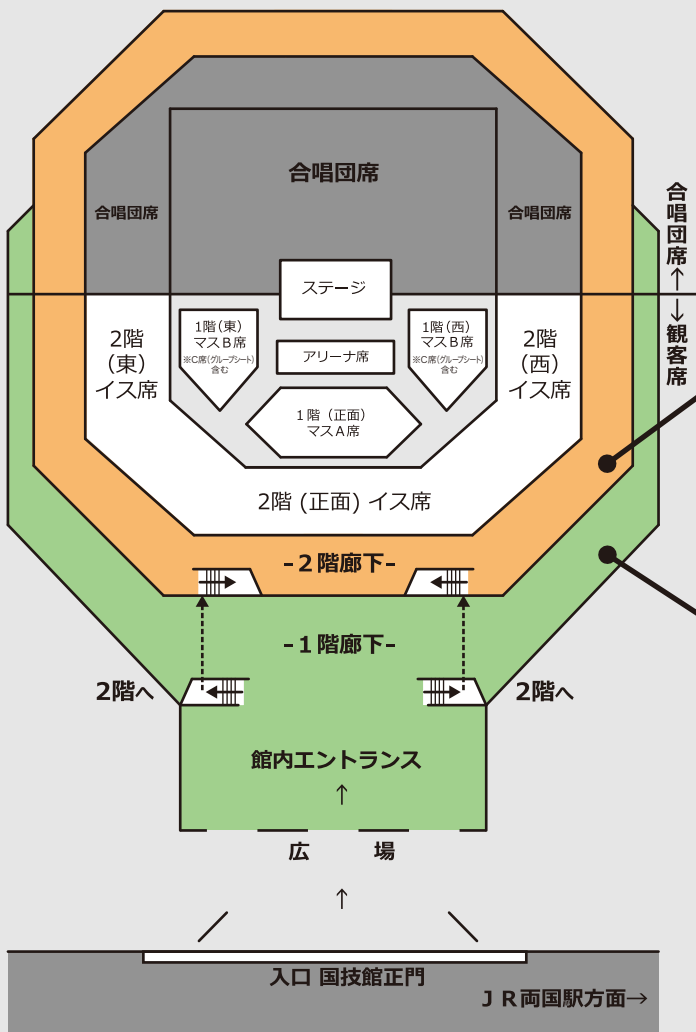 合唱団席
合唱団席
合唱団席
合唱団席↑
↓観客席
ステージ
1階(東)
マスB席
※C席(グループシート)
含む
1階(西)
マスB席
※C席(グループシート)
含む
アリーナ席
2階
(東)
イス席
2階
(西)
イス席
1階(正面)
マスA席
2階(正面)イス席
-2階廊下-
-1階廊下-
2階へ
2階へ
館内エントランス
↑
広 場
↑
入口 国技館正門
JR両国駅方面→